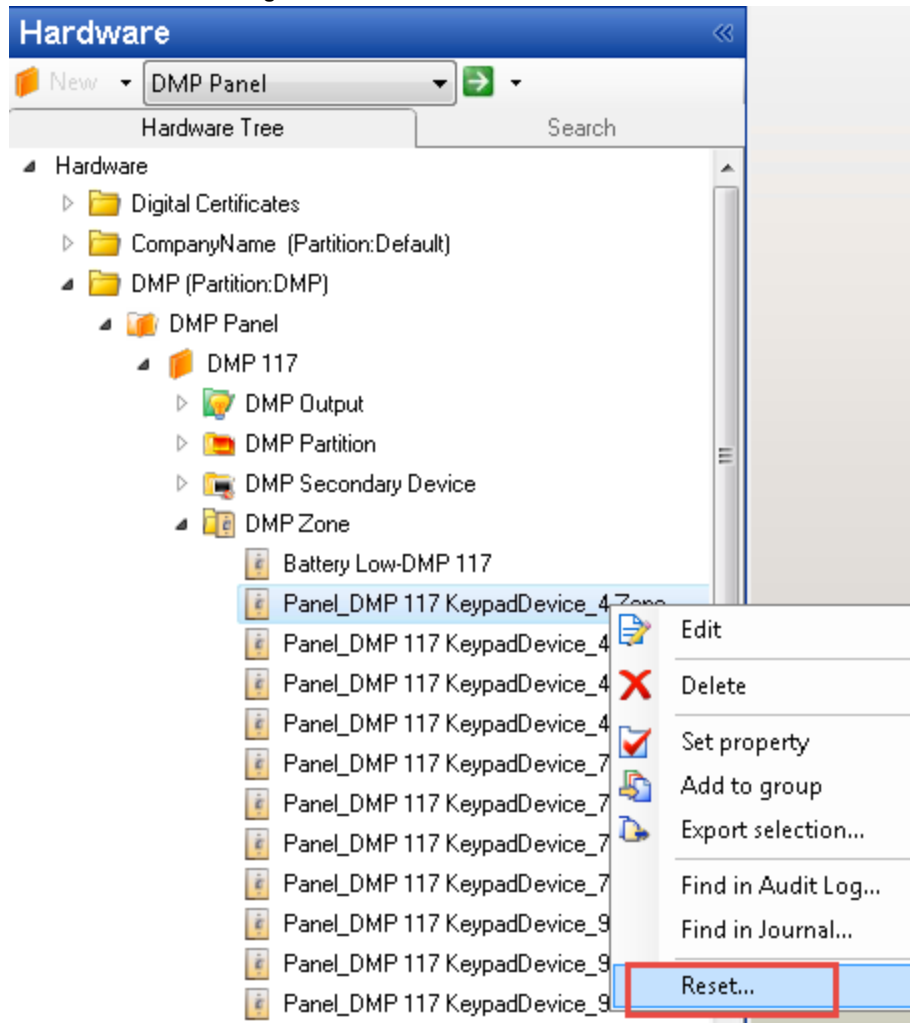 Hardware
New DMP Panel
Hardware Tree Search
Hardware
Digital Certificates
CompanyName (Partition:Default)
DMP (Partition:DMP)
DMP Panel
DMP 117
DMP Output
DMP Partition
DMP Secondary Device
DMP Zone
Battery Low-DMP 117
Panel_DMP 117 KeypadDevice_4 Zone
Panel_DMP 117 KeypadDevice_4
Panel_DMP 117 KeypadDevice_4
Panel_DMP 117 KeypadDevice_4
Panel_DMP 117 KeypadDevice_7
Panel_DMP 117 KeypadDevice_7
Panel_DMP 117 KeypadDevice_7
Panel_DMP 117 KeypadDevice_7
Panel_DMP 117 KeypadDevice_9
Panel_DMP 117 KeypadDevice_9
Panel_DMP 117 KeypadDevice_9
Edit
Delete
Set property
Add to group
Export selection...
Find in Audit Log...
Find in Journal...
Reset...